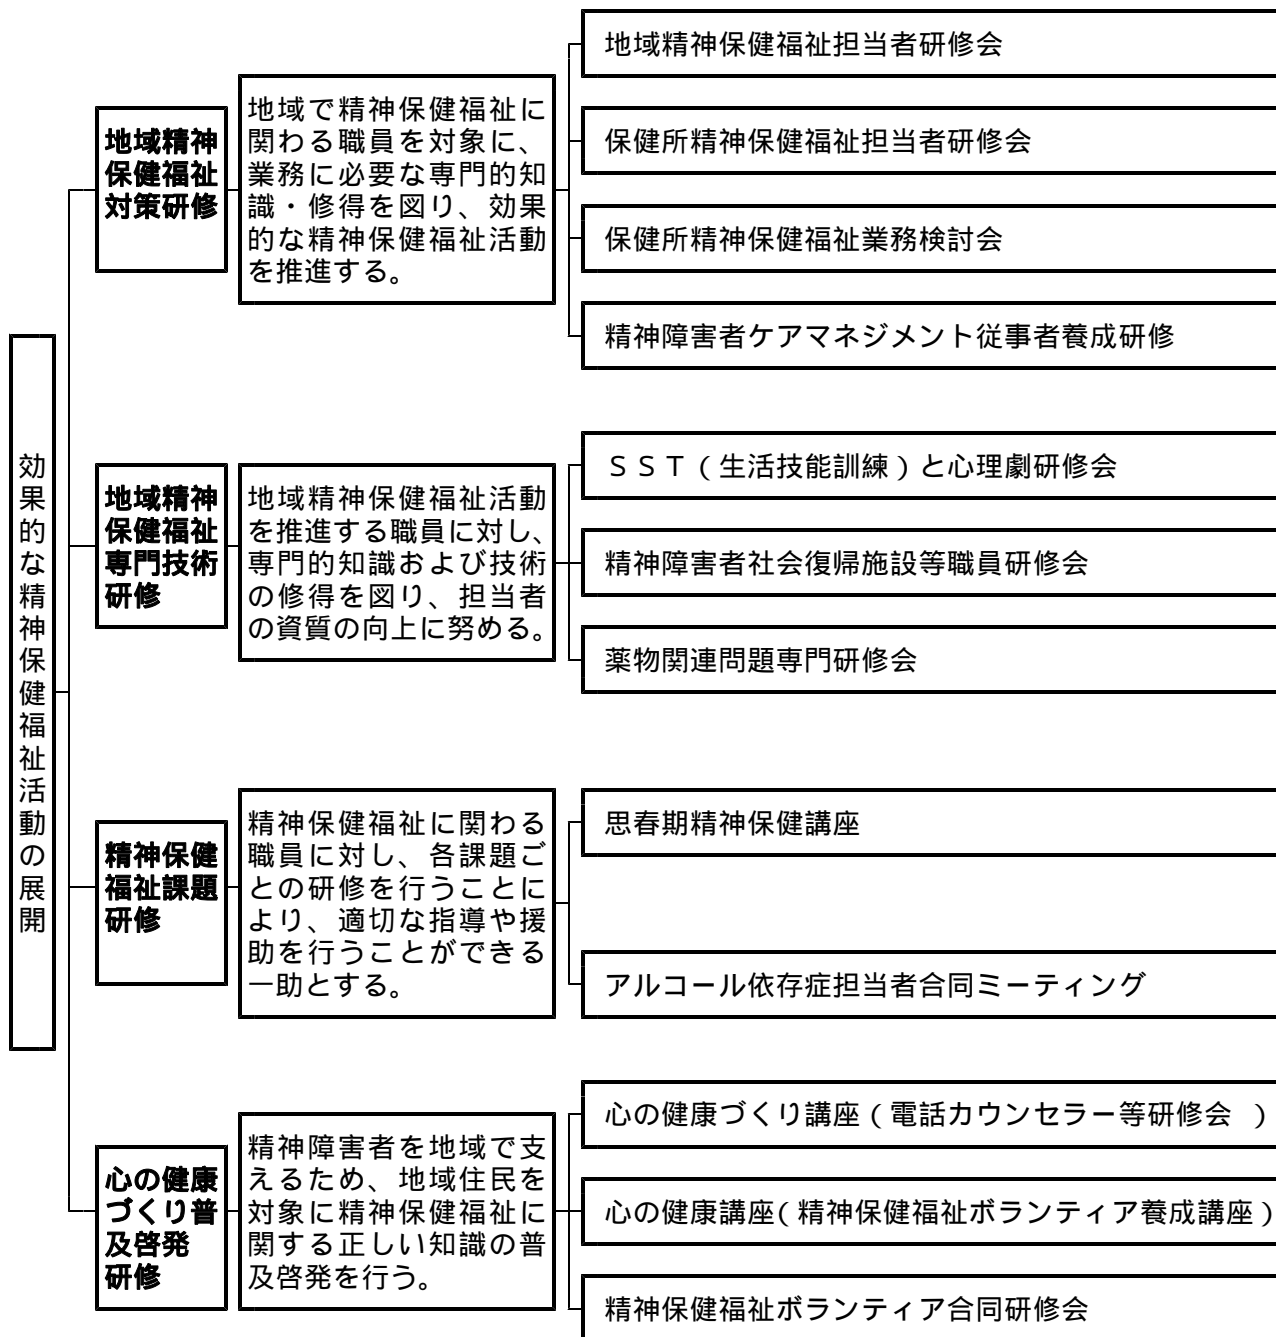 効果的な精神保健福祉活動の展開
地域精神
保健福祉
対策研修
地域で精神保健福祉に
関わる職員を対象に、
業務に必要な専門的知
識・修得を図り、効果
的な精神保健福祉活動
を推進する。
地域精神保健福祉担当者研修会
保健所精神保健福祉担当者研修会
保健所精神保健福祉業務検討会
精神障害者ケアマネジメント従事者養成研修
地域精神
保健福祉
専門技術
研修
地域精神保健福祉活動
を推進する職員に対し、
専門的知識および技術
の修得を図り、担当者
の資質の向上に努める。
ＳＳＴ（生活技能訓練）と心理劇研修会
精神障害者社会復帰施設等職員研修会
薬物関連問題専門研修会
精神保健
福祉課題
研修
精神保健福祉に関わる
職員に対し、各課題ご
との研修を行うことに
より、適切な指導や援
助を行うことができる
一助とする。
思春期精神保健講座
アルコール依存症担当者合同ミーティング
心の健康
づくり普
及啓発
研修
精神障害者を地域で支
えるため、地域住民を
対象に精神保健福祉に
関する正しい知識の普
及啓発を行う。
心の健康づくり講座（電話カウンセラー等研修会　）
心の健康講座（精神保健福祉ボランティア養成講座）
精神保健福祉ボランティア合同研修会